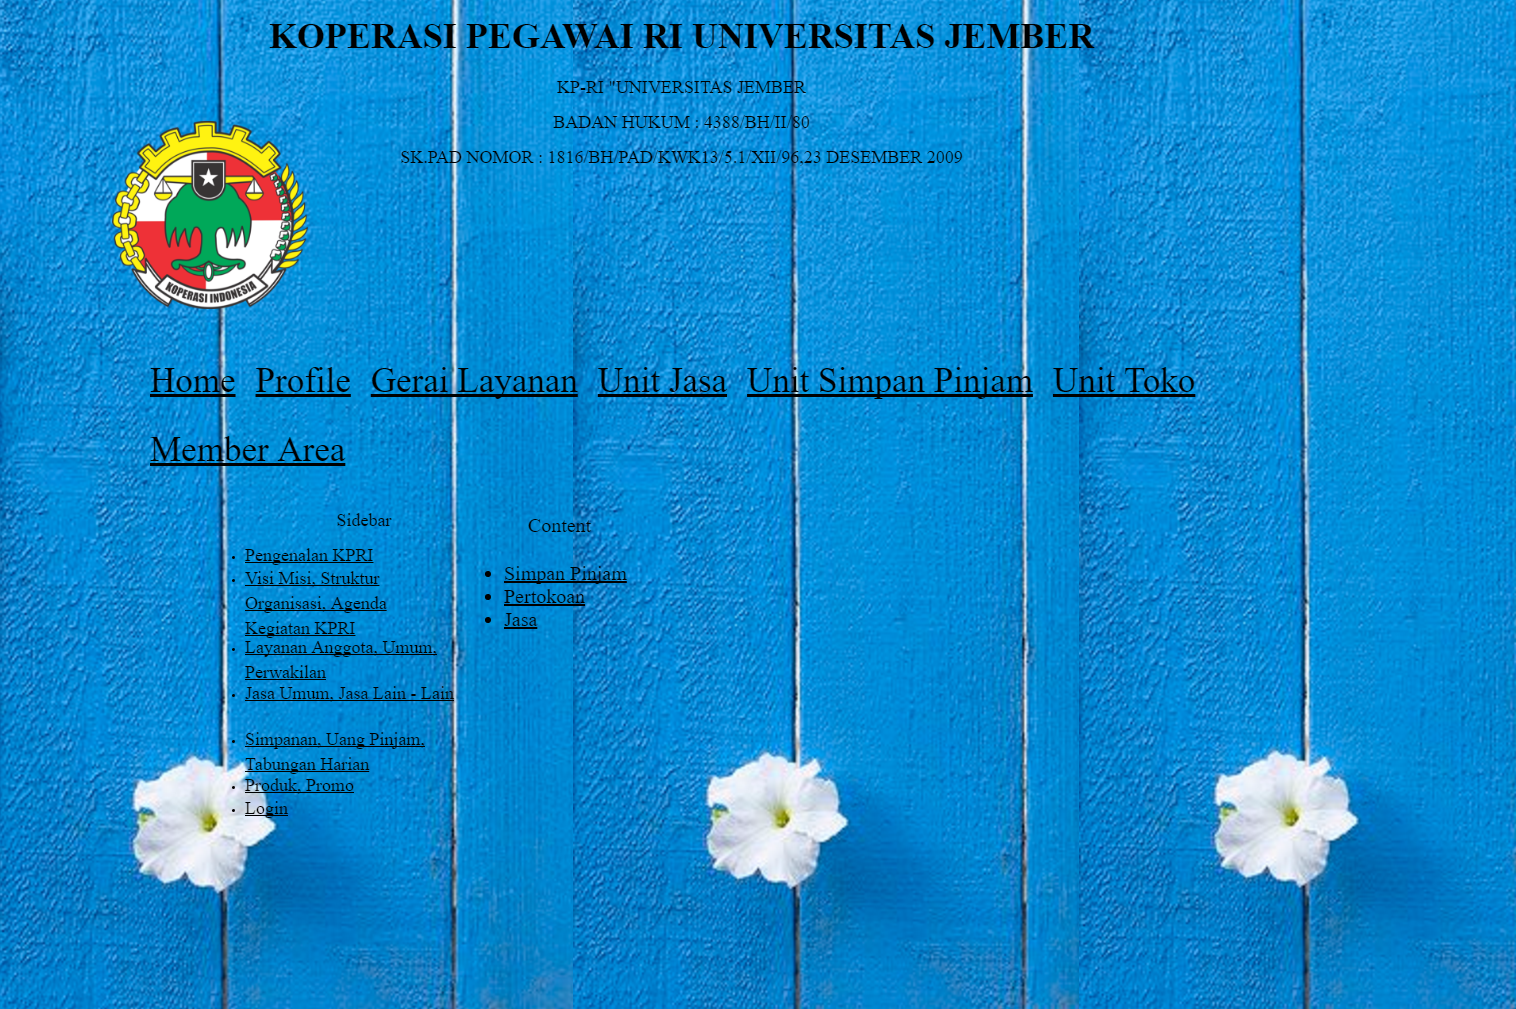 KOPERASI PEGAWAI RI UNIVERSITAS JEMBER
KP-RI "UNIVERSITAS JEMBER
BADAN HUKUM : 4388/BH/II/80
SK.PAD NOMOR : 1816/BH/PAD/KWK13/5.1/XII/96.23 DESEMBER 2009
KOPERASI INDONESIA
Home Profile Gerai Layanan Unit Jasa Unit Simpan Pinjam Unit Toko
Member Area
Sidebar
Pengenalan KPRI
Visi Misi, Struktur
Organisasi, Agenda
Kegiatan KPRI
Layanan Anggota, Umum,
Perwakilan
Jasa Umum, Jasa Lain - Lain
Simpanan, Uang Pinjam,
Tabungan Harian
Produk, Promo
Login
Content
Simpan Pinjam
Pertokoan
Jasa